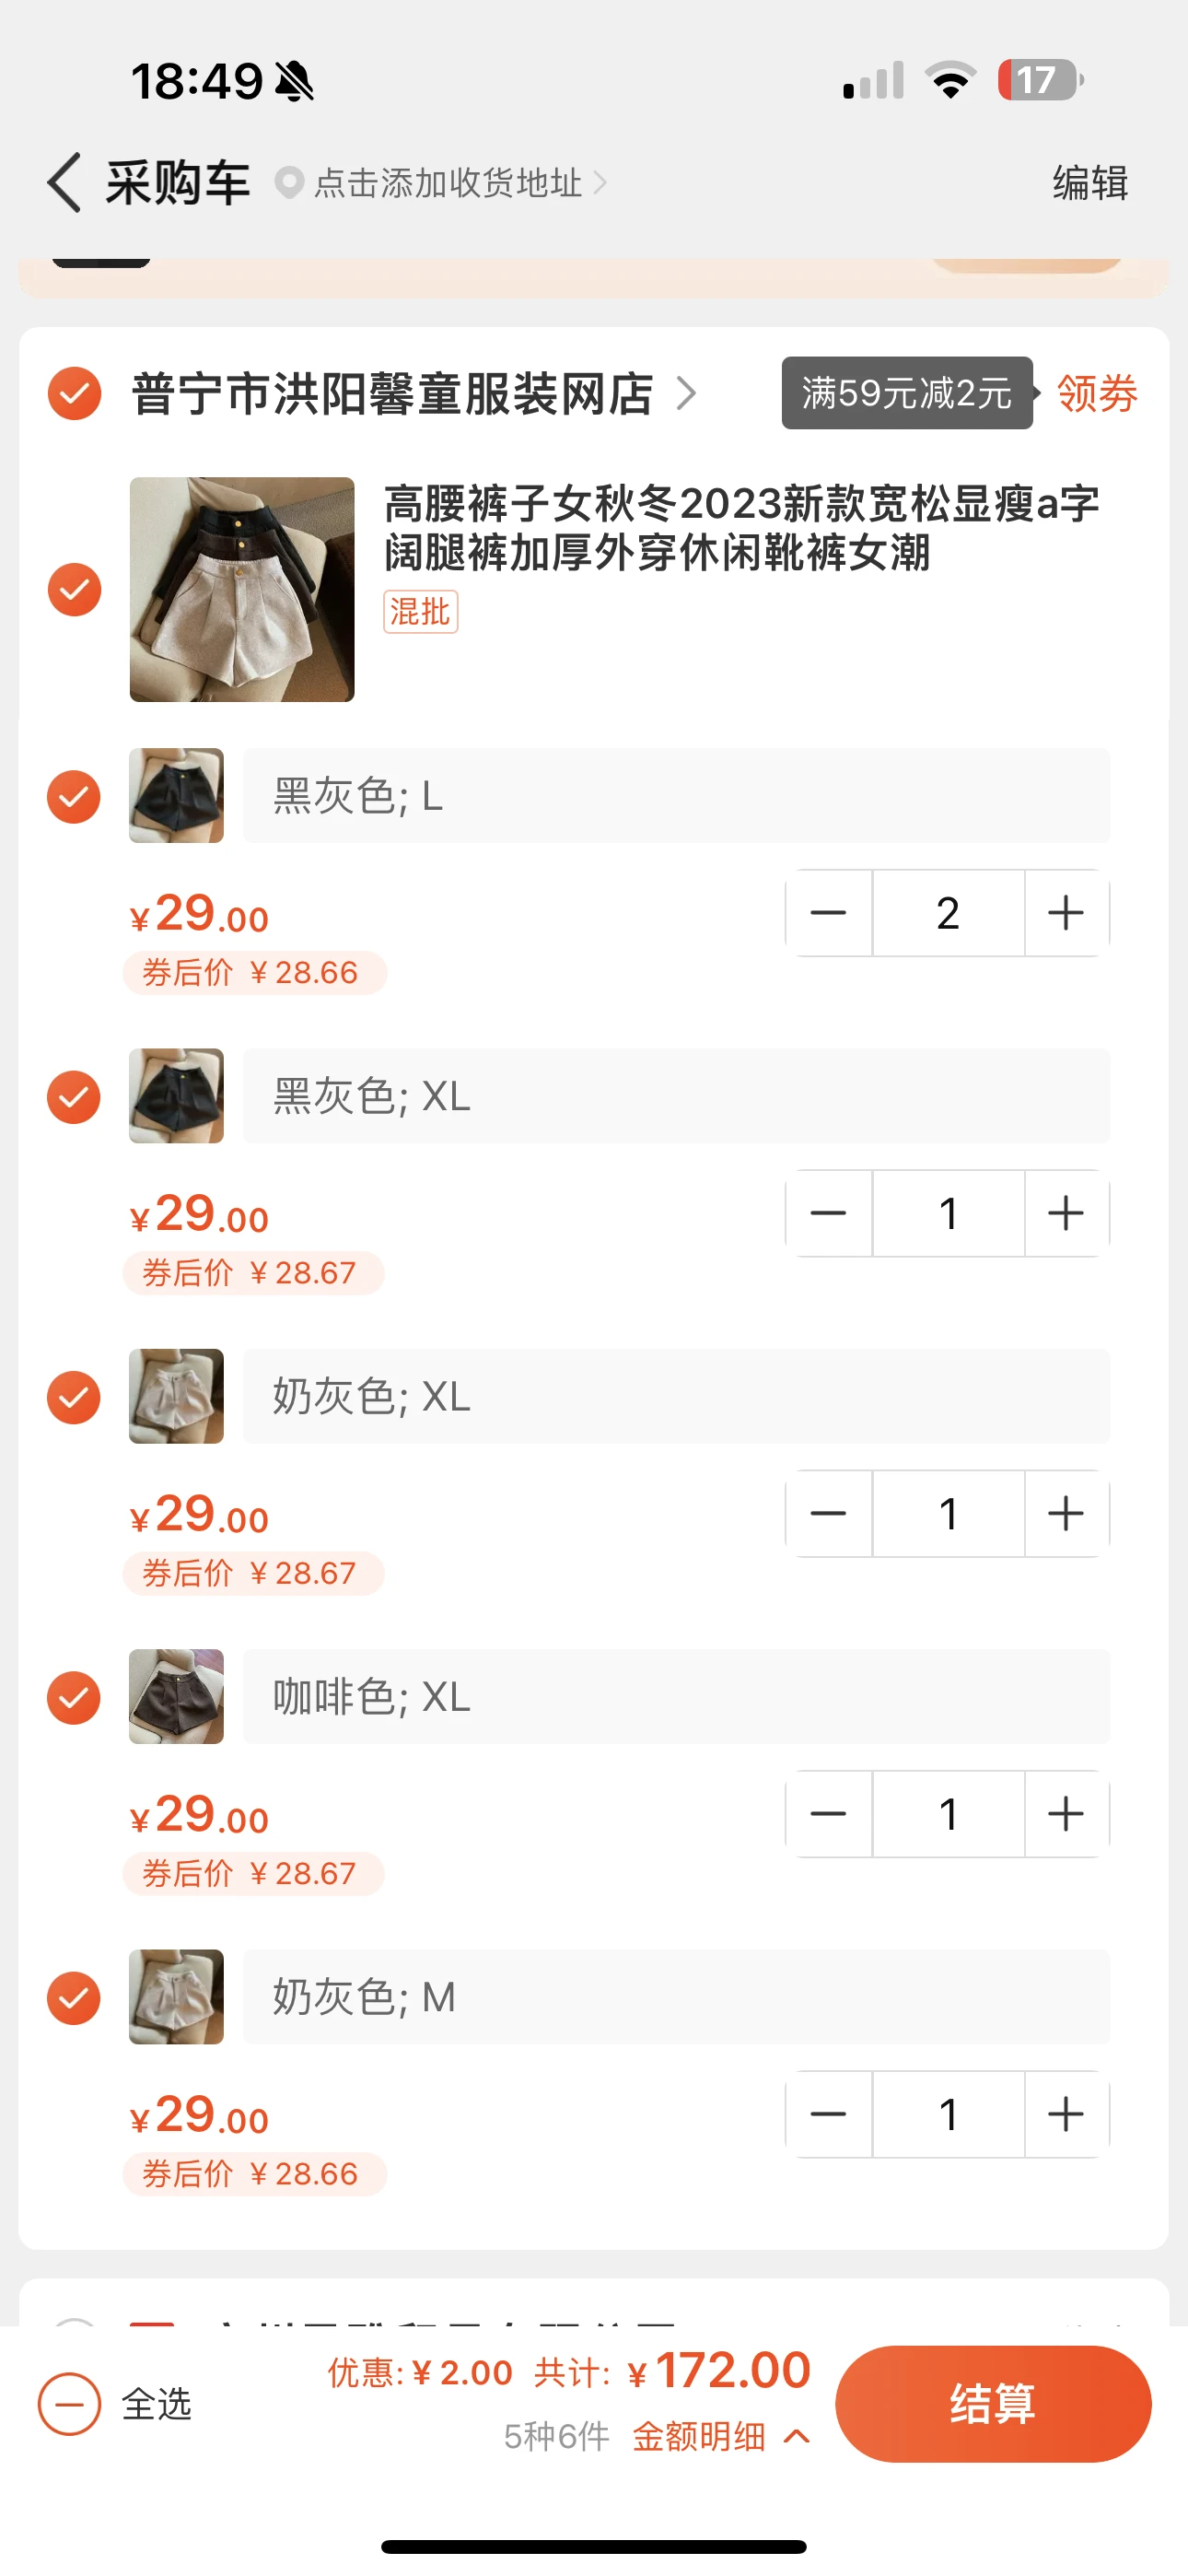 18:49
17
采购车 点击添加收货地址
编辑
普宁市洪阳馨童服装网店
满59元减2元 领券
高腰裤子女秋冬2023新款宽松显瘦a字
阔腿裤加厚外穿休闲靴裤女潮
混批
黑灰色; L
¥29.00
2
券后价 ¥28.66
黑灰色; XL
¥29.00
1
券后价 ¥28.67
奶灰色; XL
¥29.00
1
券后价 ¥28.67
咖啡色; XL
¥29.00
1
券后价 ¥28.67
奶灰色; M
¥29.00
1
券后价 ¥28.66
全选
优惠: ¥2.00 共计: ¥172.00
5种6件 金额明细
结算